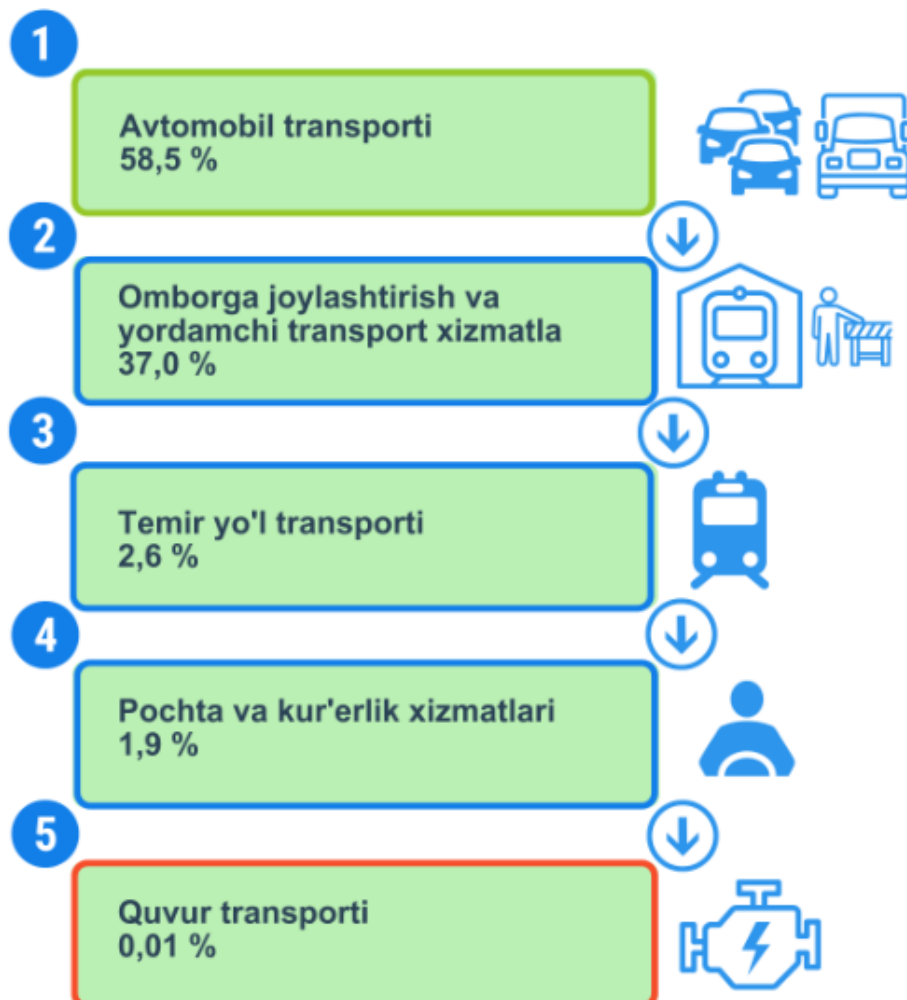 1
Avtomobil transporti
58,5 %
2
Omborga joylashtirish va
yordamchi transport xizmatla
37,0 %
3
Temir yo'l transporti
2,6 %
4
Pochta va kur'erlik xizmatlari
1,9 %
5
Quvur transporti
0,01 %